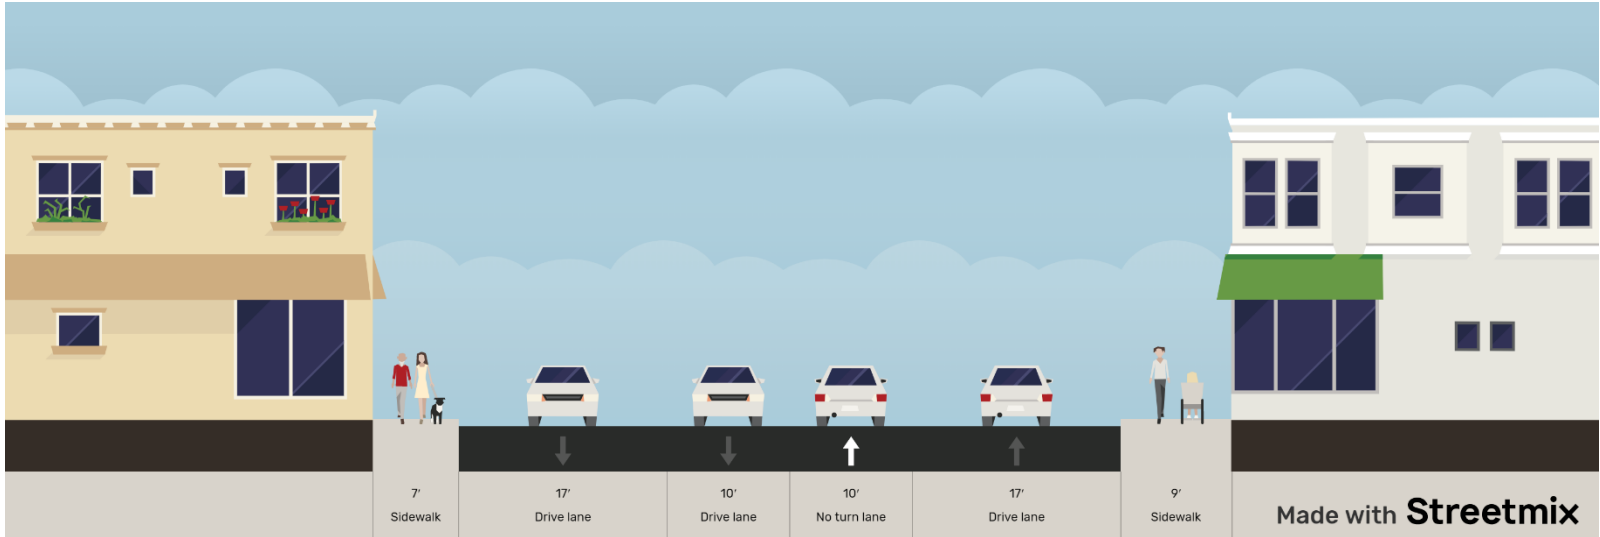 7′
Sidewalk
17′
Drive lane
10′
Drive lane
10′
No turn lane
17′
Drive lane
9′
Sidewalk
Made with Streetmix